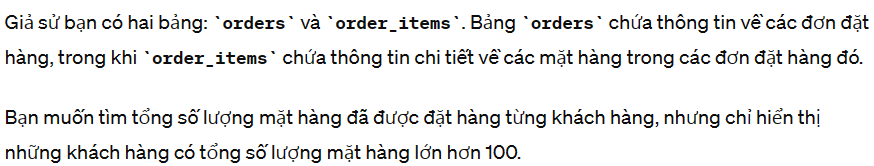 Giả sử bạn có hai bảng: `orders` và `order_items`. Bảng `orders` chứa thông tin về các đơn đặt
hàng, trong khi `order_items` chứa thông tin chi tiết về các mặt hàng trong các đơn đặt hàng đó.
Bạn muốn tìm tổng số lượng mặt hàng đã được đặt hàng từng khách hàng, nhưng chỉ hiển thị
những khách hàng có tổng số lượng mặt hàng lớn hơn 100.